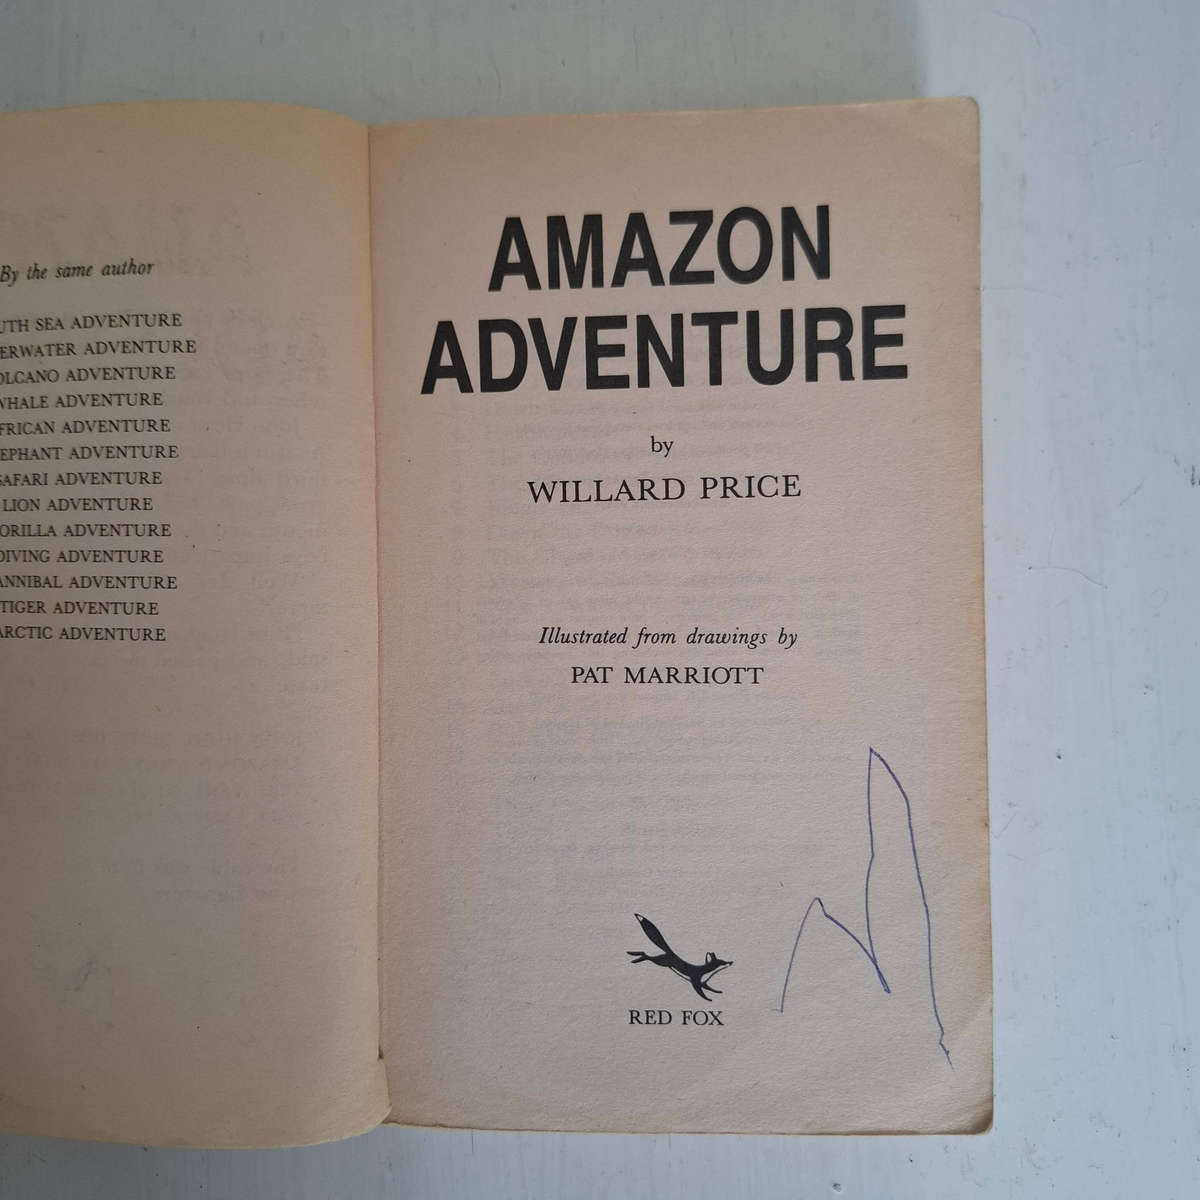 By the same author
UTH SEA ADVENTURE
ERWATER ADVENTURE
OLCANO ADVENTURE
WHALE ADVENTURE
FRICAN ADVENTURE
EPHANT ADVENTURE
SAFARI ADVENTURE
LION ADVENTURE
ORILLA ADVENTURE
DIVING ADVENTURE
ANNIBAL ADVENTURE
TIGER ADVENTURE
ARCTIC ADVENTURE
AMAZON
ADVENTURE
by
WILLARD PRICE
Illustrated from drawings by
PAT MARRIOTT
RED FOX